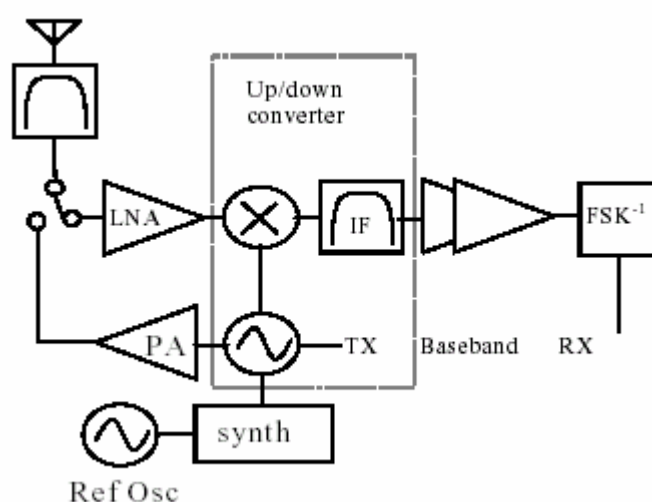 Up/down
converter
LNA
IF
FSK⁻¹
PA
TX
Baseband
RX
synth
Ref Osc